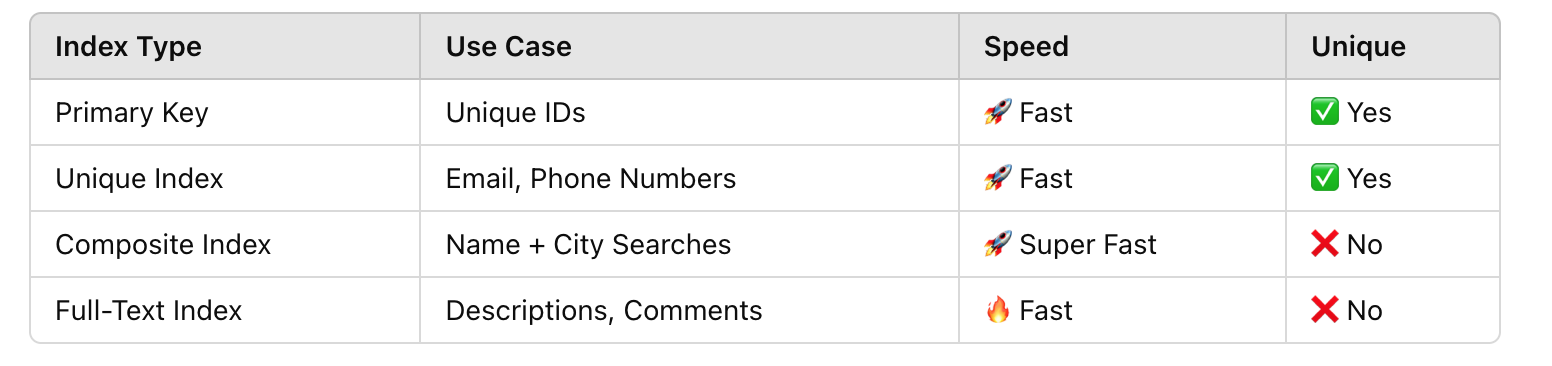 Index Type Use Case Speed Unique
Primary Key Unique IDs 🚀 Fast ✅ Yes
Unique Index Email, Phone Numbers 🚀 Fast ✅ Yes
Composite Index Name + City Searches 🚀 Super Fast ❌ No
Full-Text Index Descriptions, Comments 🔥 Fast ❌ No